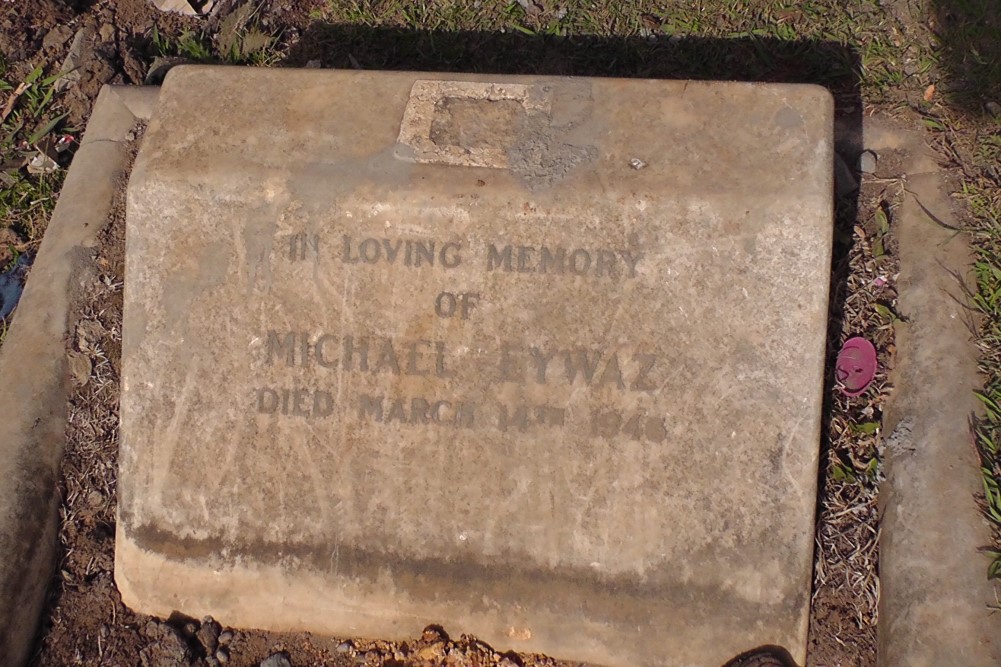 IN LOVING MEMORY
OF
MICHAEL EYWAZ
DIED MARCH 14TH 1946